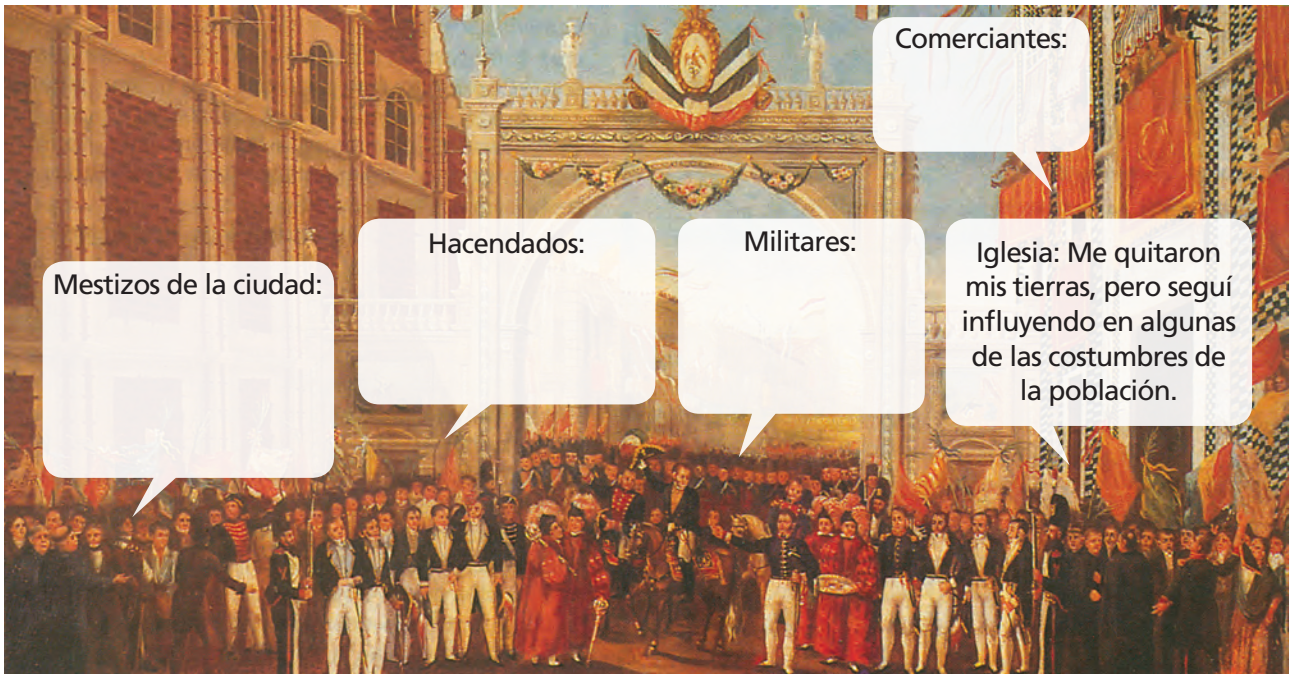 Comerciantes:
Mestizos de la ciudad:
Hacendados:
Militares:
Iglesia: Me quitaron
mis tierras, pero seguí
influyendo en algunas
de las costumbres de
la población.